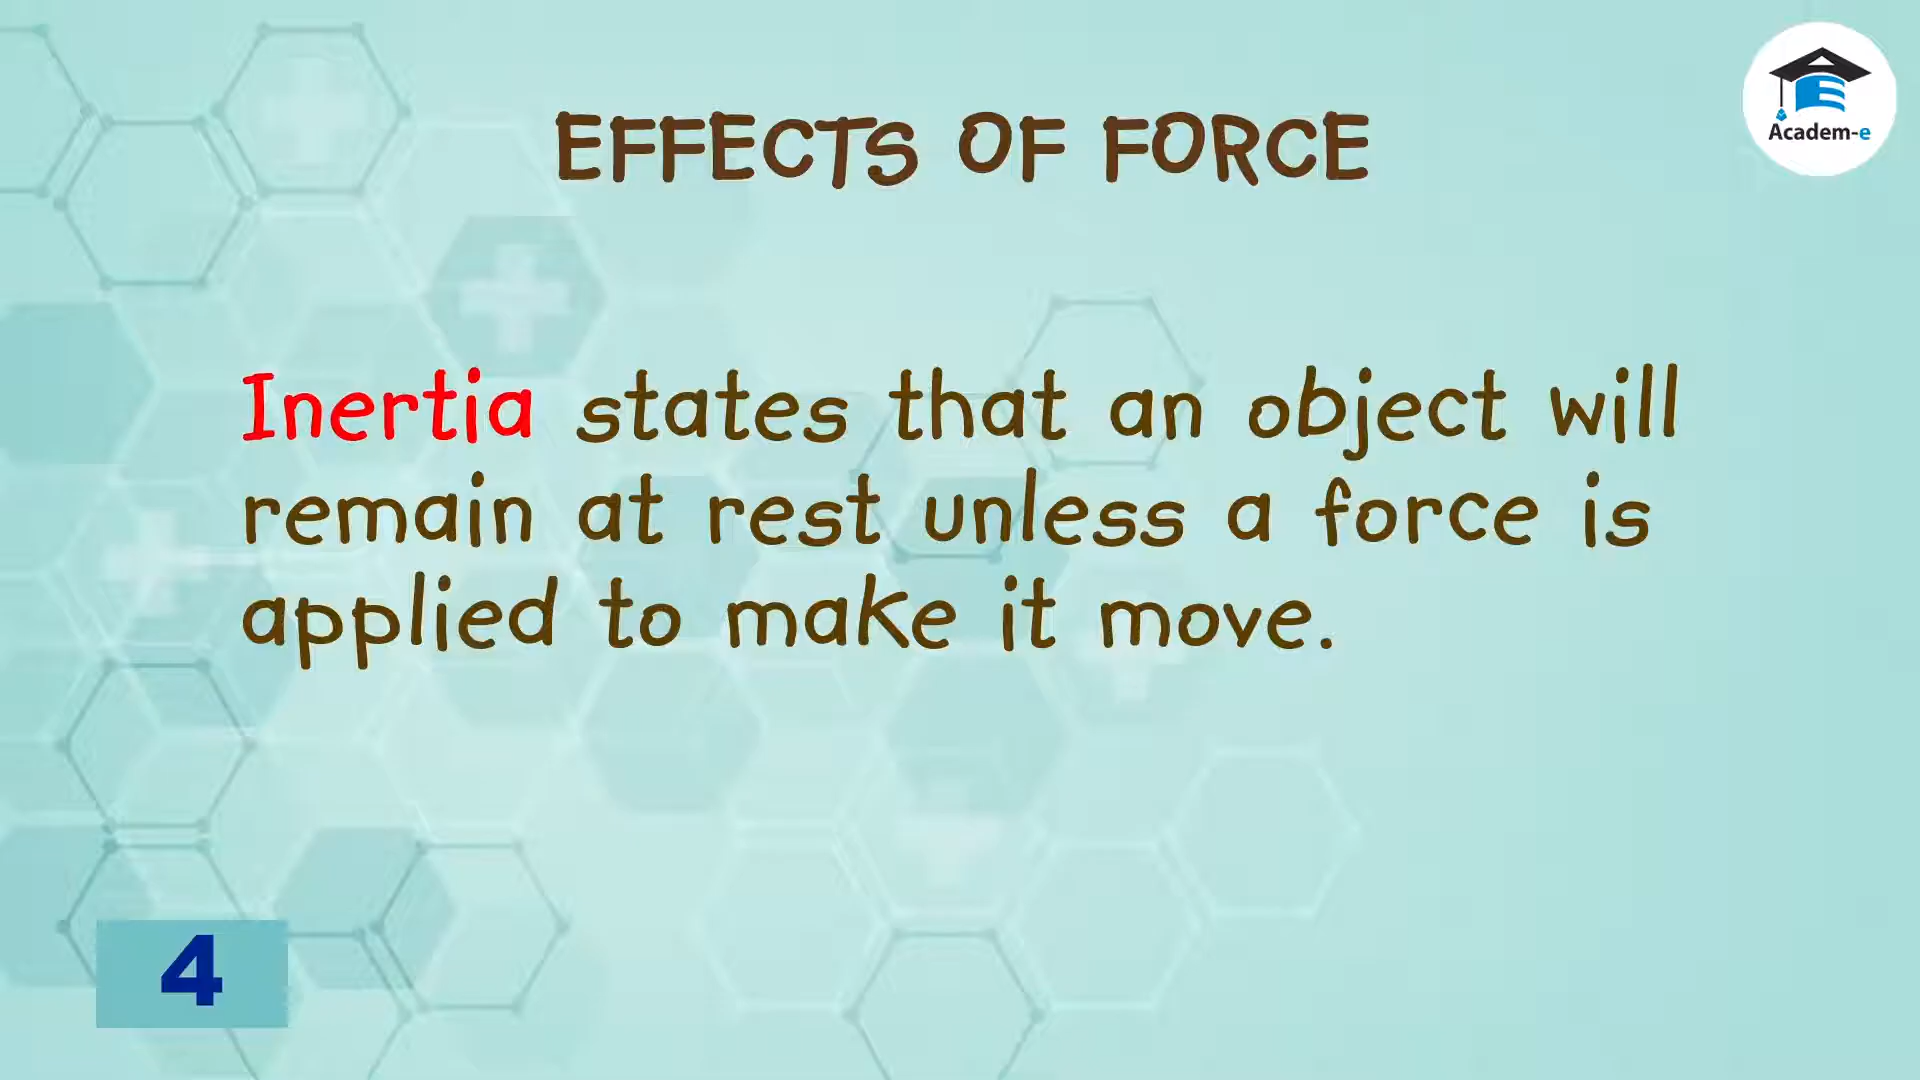 Academ-e
EFFECTS OF FORCE
Inertia states that an object will
remain at rest unless a force is
applied to make it move.
4